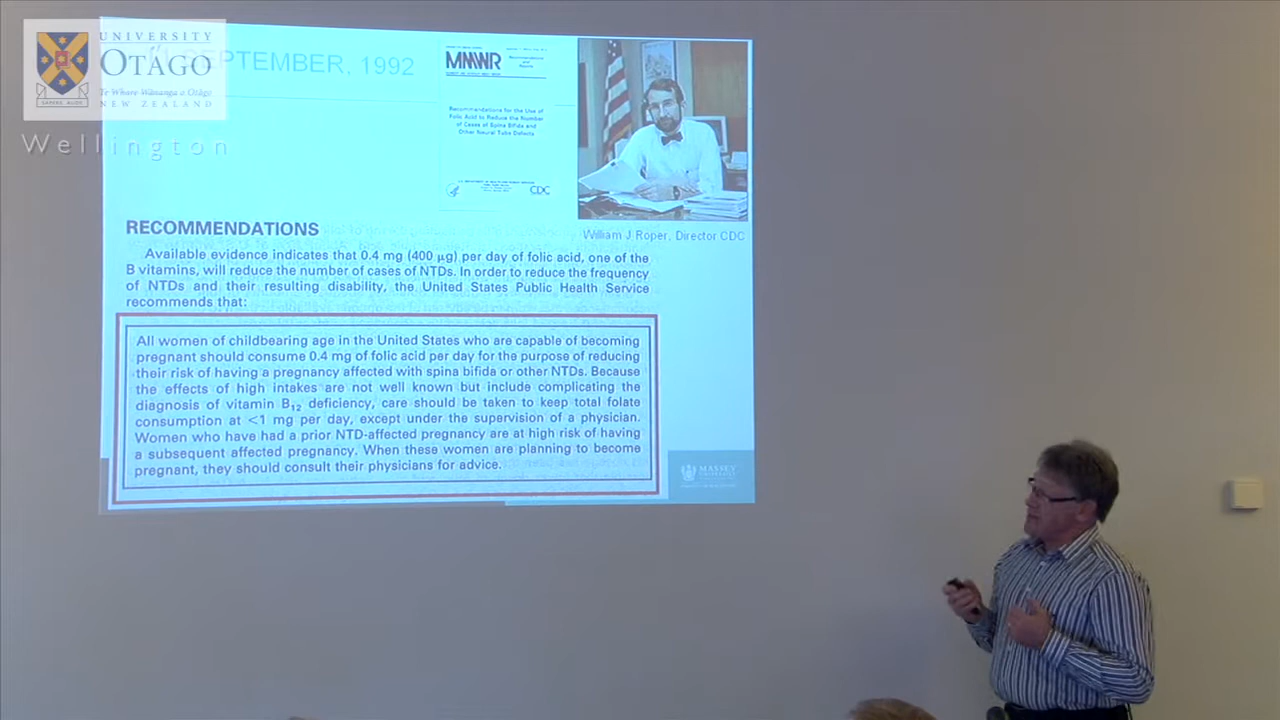 UNIVERSITY
of
OTAGO
Te Whare Wānanga o Otāgo
NEW ZEALAND
SAPERE AUDE
Wellington
SEPTEMBER, 1992
MMWR
Recommendations
and
Reports
Recommendations for the Use of
Folic Acid to Reduce the Number
of Cases of Spina Bifida and
Other Neural Tube Defects
CDC
William J Roper, Director CDC
RECOMMENDATIONS
Available evidence indicates that 0.4 mg (400 µg) per day of folic acid, one of the
B vitamins, will reduce the number of cases of NTDs. In order to reduce the frequency
of NTDs and their resulting disability, the United States Public Health Service
recommends that:
All women of childbearing age in the United States who are capable of becoming
pregnant should consume 0.4 mg of folic acid per day for the purpose of reducing
their risk of having a pregnancy affected with spina bifida or other NTDs. Because
the effects of high intakes are not well known but include complicating the
diagnosis of vitamin B12 deficiency, care should be taken to keep total folate
consumption at <1 mg per day, except under the supervision of a physician.
Women who have had a prior NTD-affected pregnancy are at high risk of having
a subsequent affected pregnancy. When these women are planning to become
pregnant, they should consult their physicians for advice.
MASSEY
UNIVERSITY